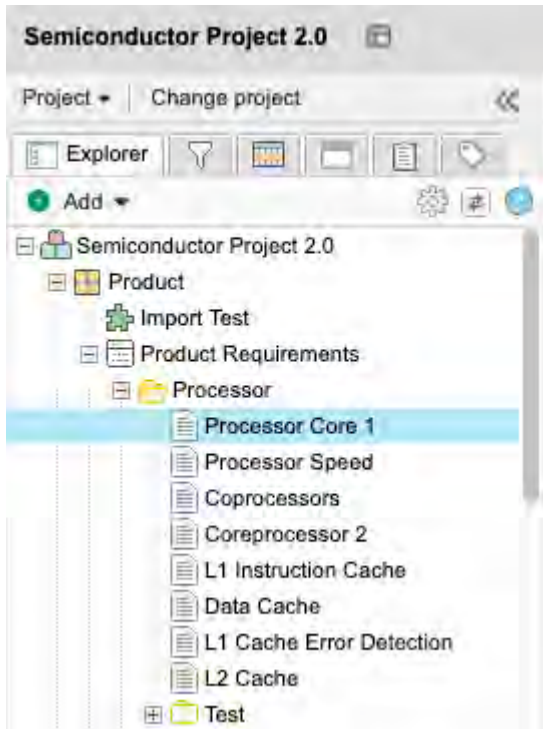 Semiconductor Project 2.0
Project Change project
Explorer
Add
Semiconductor Project 2.0
Product
Import Test
Product Requirements
Processor
Processor Core 1
Processor Speed
Coprocessors
Coreprocessor 2
L1 Instruction Cache
Data Cache
L1 Cache Error Detection
L2 Cache
Test